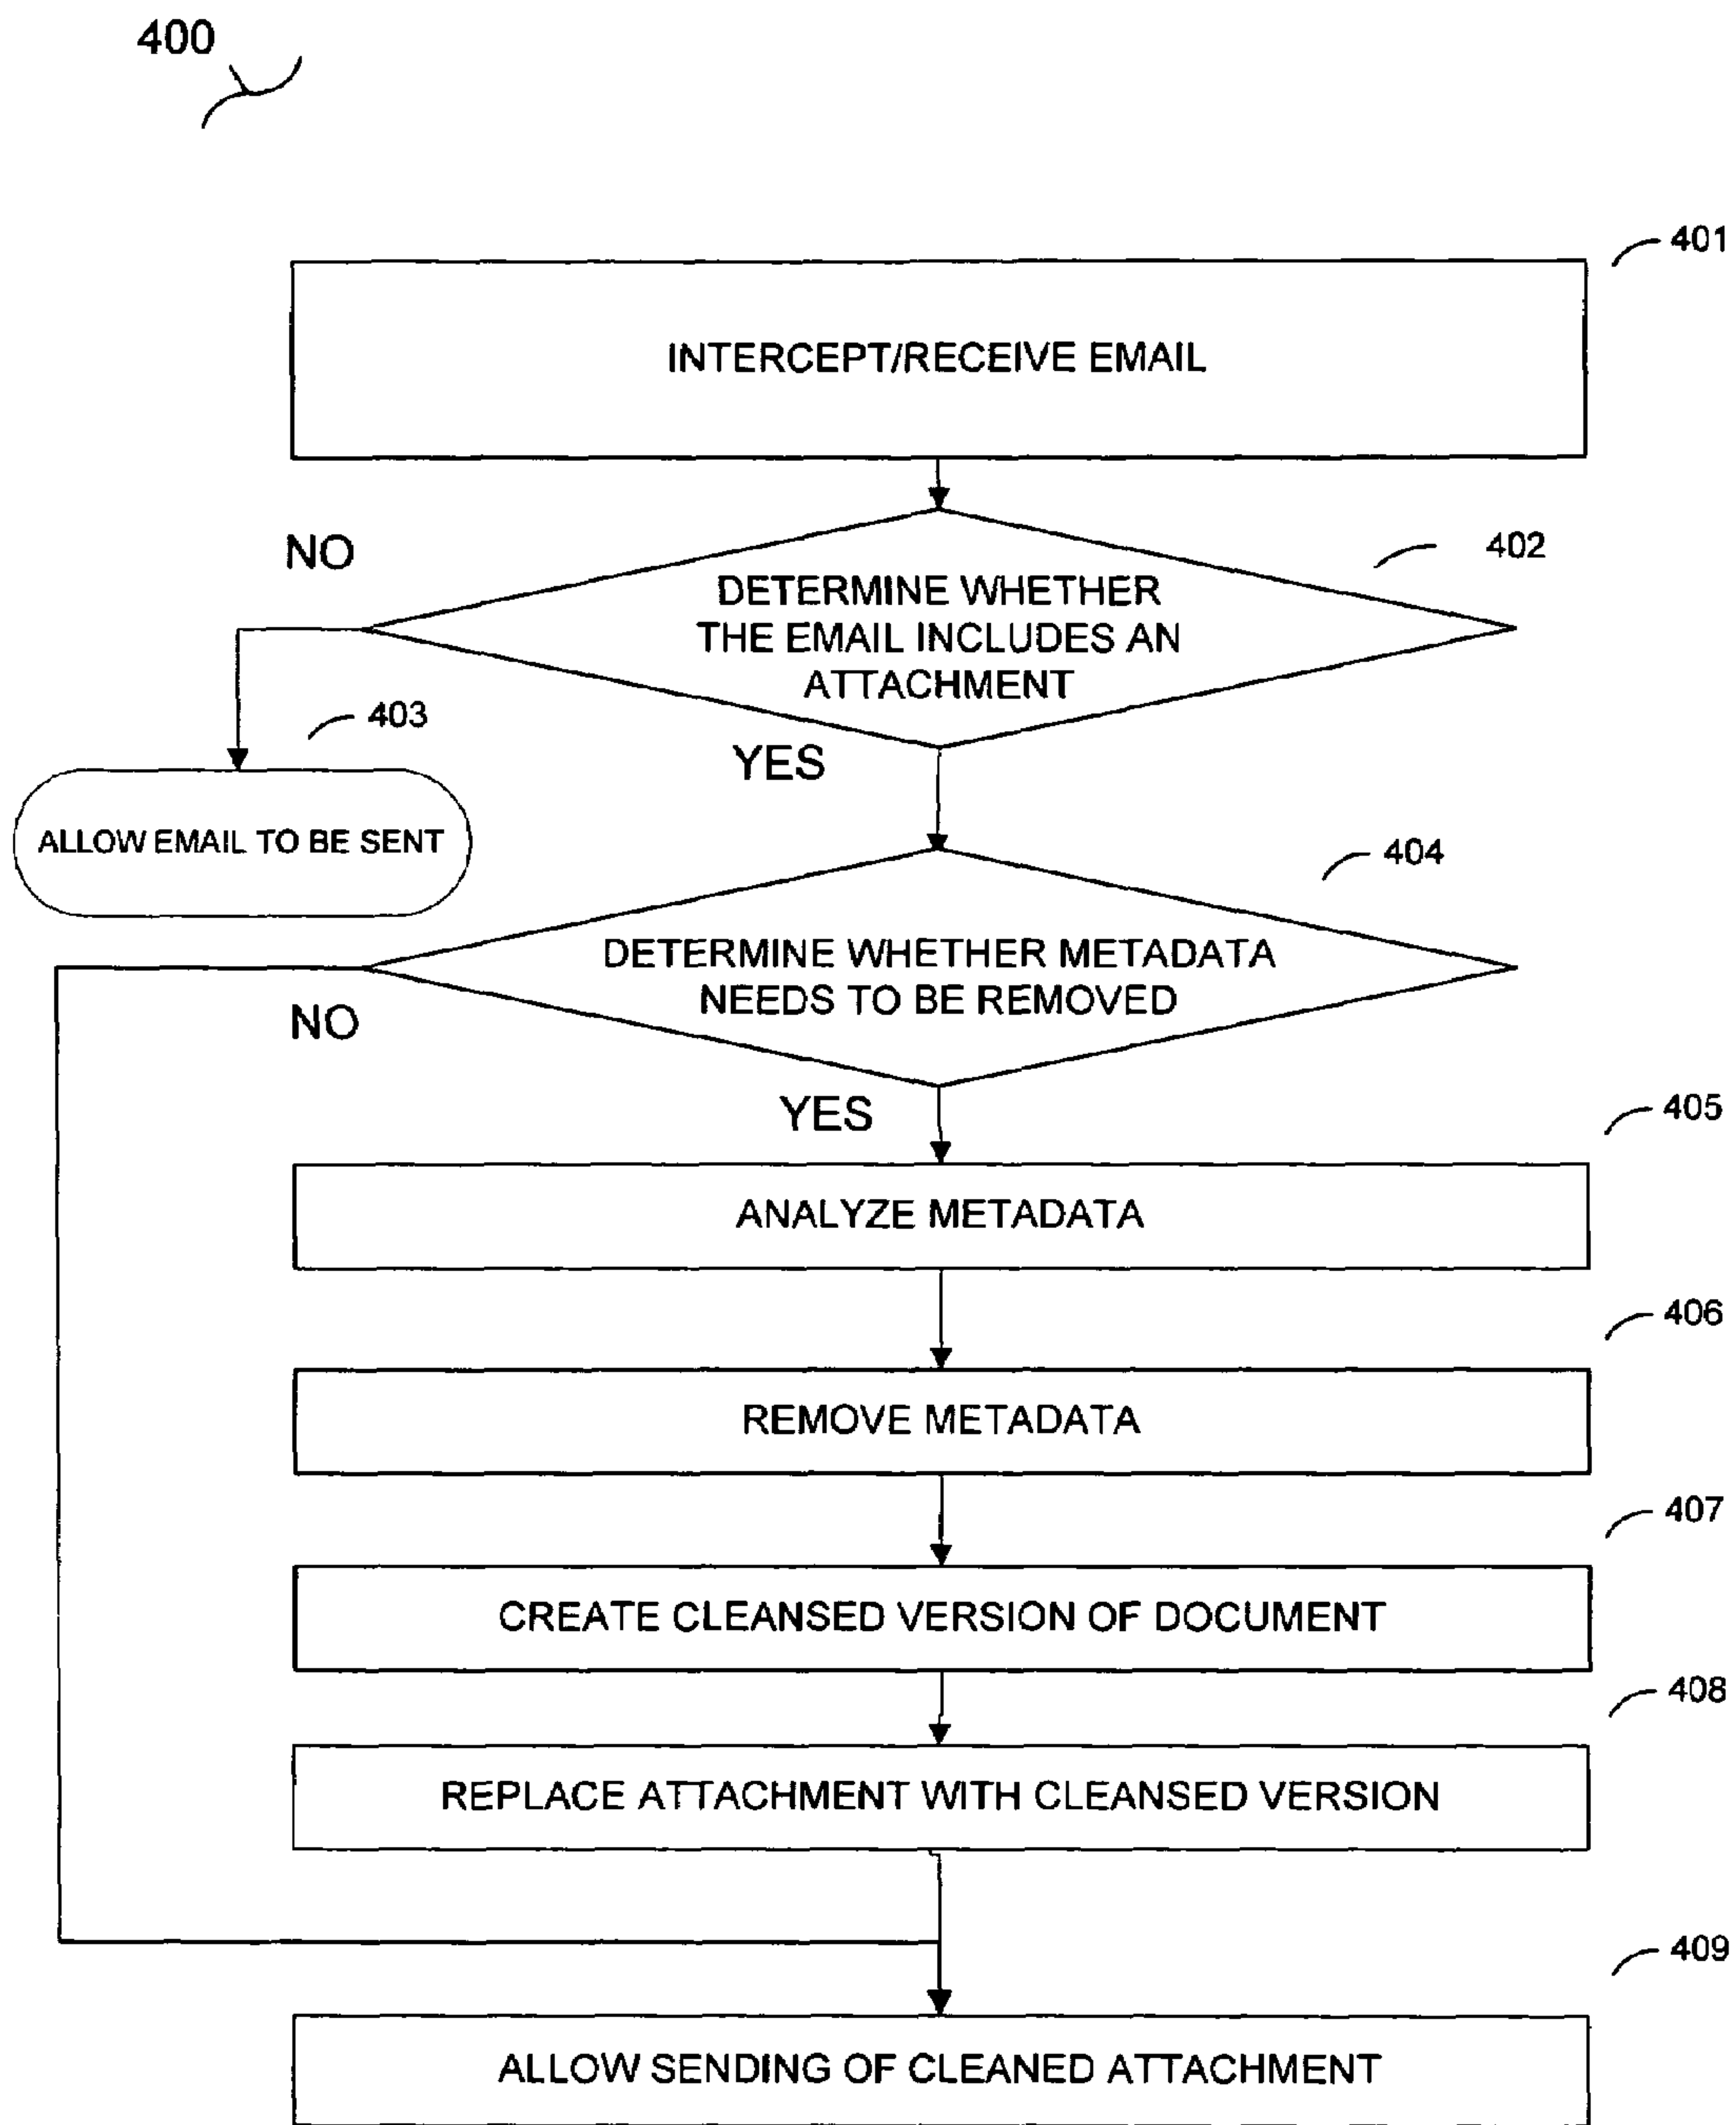 400
401
INTERCEPT/RECEIVE EMAIL
NO
402
DETERMINE WHETHER
THE EMAIL INCLUDES AN
ATTACHMENT
403
YES
ALLOW EMAIL TO BE SENT
404
DETERMINE WHETHER METADATA
NEEDS TO BE REMOVED
NO
YES
405
ANALYZE METADATA
406
REMOVE METADATA
407
CREATE CLEANSED VERSION OF DOCUMENT
408
REPLACE ATTACHMENT WITH CLEANSED VERSION
409
ALLOW SENDING OF CLEANED ATTACHMENT